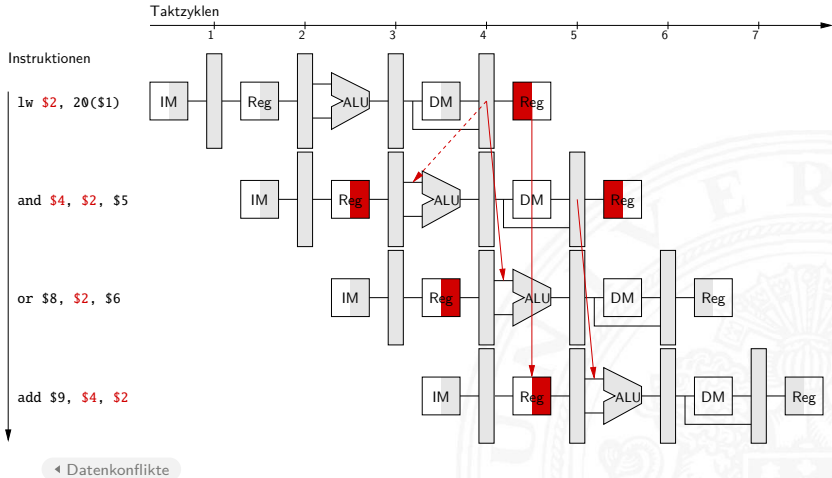 Taktzyklen
1 2 3 4 5 6 7
Instruktionen
lw $2, 20($1)
IM Reg ALU DM Reg
and $4, $2, $5
IM Reg ALU DM Reg
or $8, $2, $6
IM Reg ALU DM Reg
add $9, $4, $2
IM Reg ALU DM Reg
Datenkonflikte
UNIVER